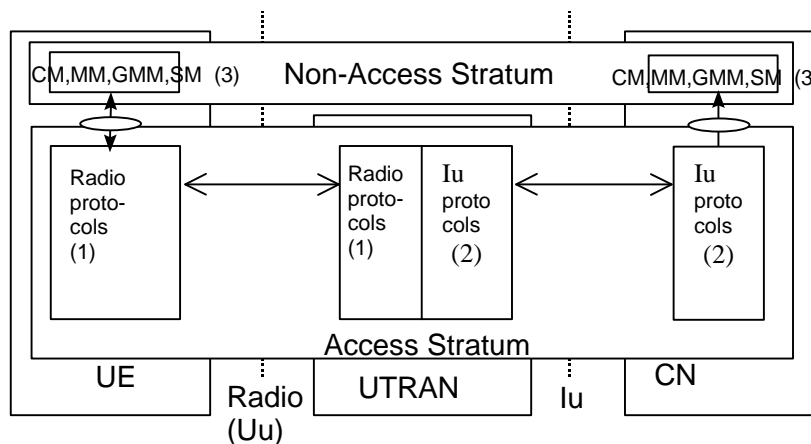 CM,MM,GMM,SM (3)
Non-Access Stratum
CM,MM,GMM,SM (3
Radio
proto-
cols
(1)
Radio
proto-
cols
(1)
Iu
proto
cols
(2)
Iu
proto
cols
(2)
Access Stratum
UE
Radio
(Uu)
UTRAN
Iu
CN